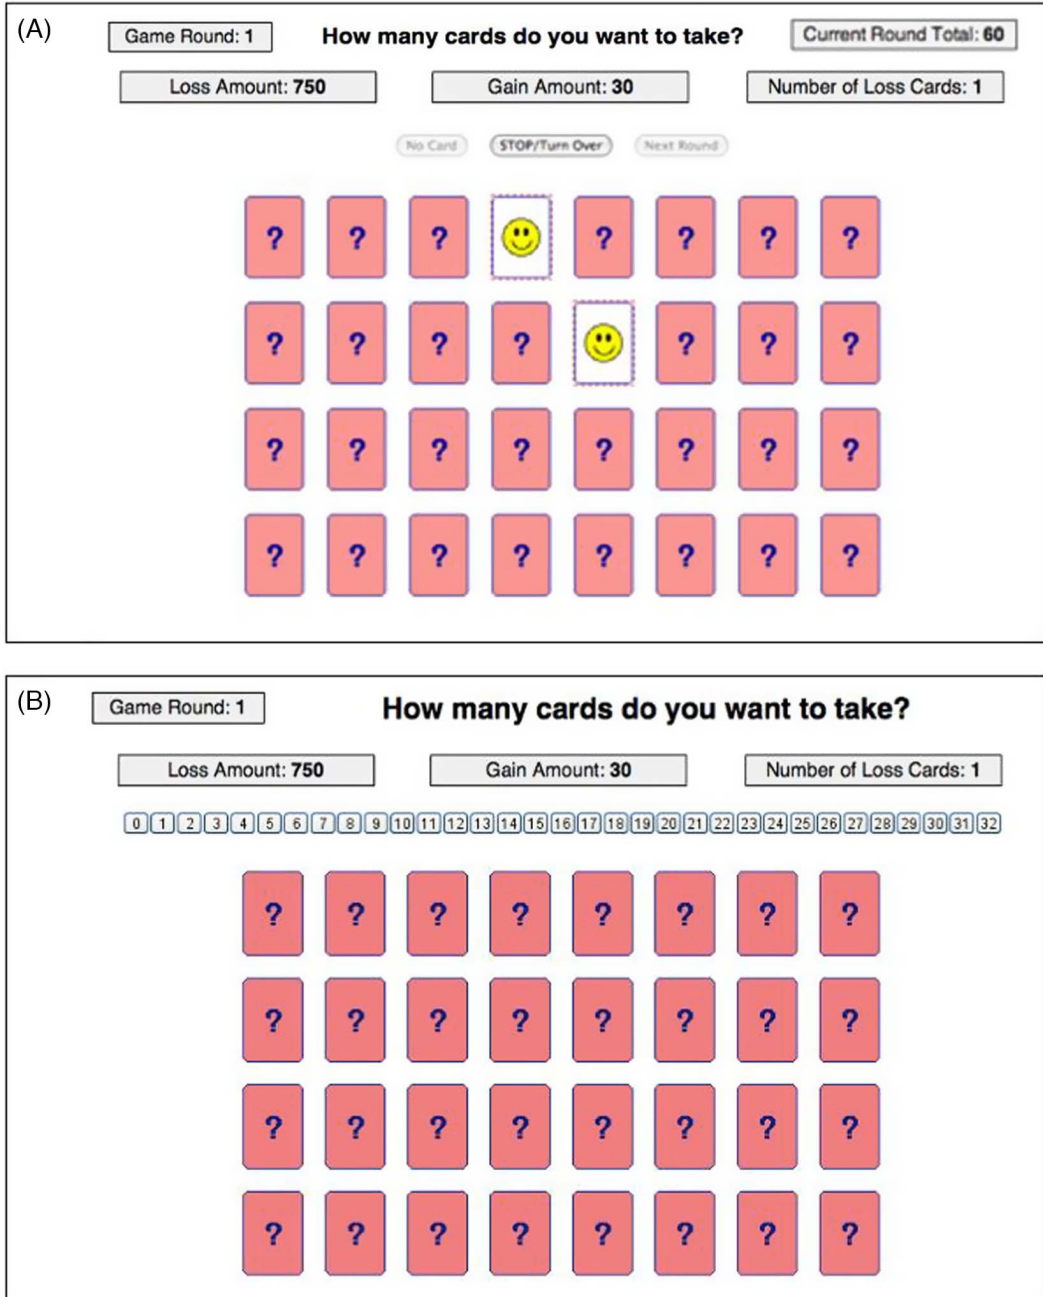 (A)
Game Round: 1 How many cards do you want to take? Current Round Total: 60
Loss Amount: 750 Gain Amount: 30 Number of Loss Cards: 1
No Card STOP/Turn Over Next Round
? ? ? ? ? ? ?
? ? ? ? ? ? ?
? ? ? ? ? ? ? ?
? ? ? ? ? ? ? ?
(B)
Game Round: 1 How many cards do you want to take?
Loss Amount: 750 Gain Amount: 30 Number of Loss Cards: 1
0 1 2 3 4 5 6 7 8 9 10 11 12 13 14 15 16 17 18 19 20 21 22 23 24 25 26 27 28 29 30 31 32
? ? ? ? ? ? ? ?
? ? ? ? ? ? ? ?
? ? ? ? ? ? ? ?
? ? ? ? ? ? ? ?